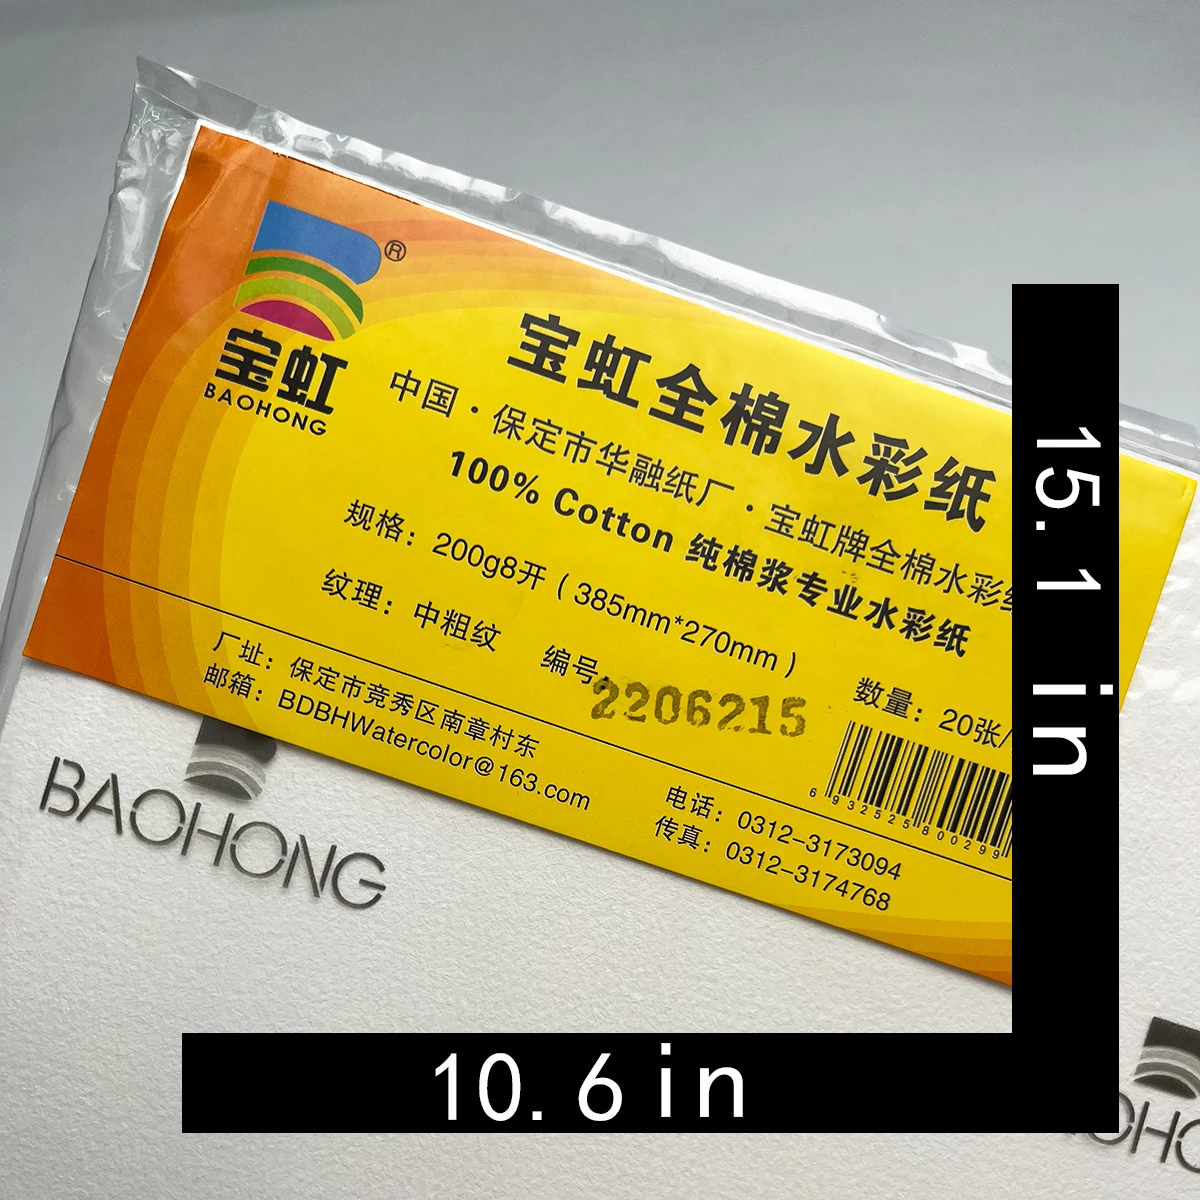 ®
宝虹
BAOHONG
宝虹全棉水彩纸
中国·保定市华融纸厂·宝虹牌全棉水彩
100% Cotton 纯棉浆专业水彩纸
规格：200g8开（385mm*270mm）
纹理：中粗纹
编号：2206215
数量：20张/
厂址：保定市竞秀区南章村东
邮箱：BDBHWatercolor@163.com
电话：0312-3173094
传真：0312-3174768
6 932525 800299
BAOHONG
15.1 in
10.6 in
OHO